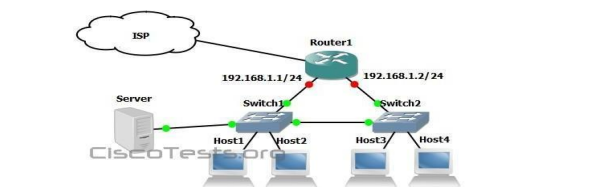 ISP
Router1
192.168.1.1/24
192.168.1.2/24
Server
Switch1
Switch2
Host1
Host2
Host3
Host4
CiscoTests.org